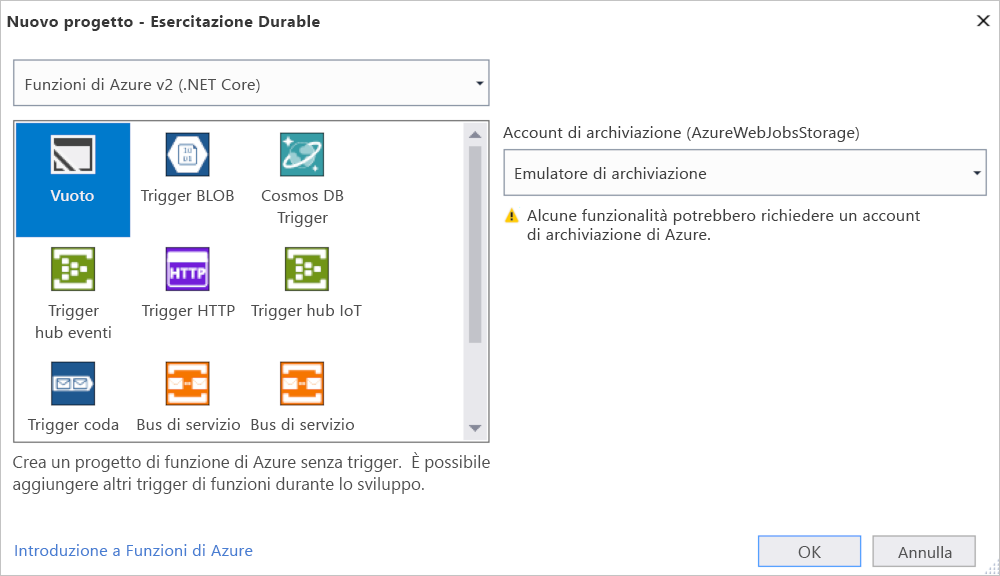 Nuovo progetto - Esercitazione Durable
Funzioni di Azure v2 (.NET Core)
Vuoto
Trigger BLOB
Cosmos DB
Trigger
HTTP
Trigger
hub eventi
Trigger HTTP
Trigger hub IoT
Trigger coda
Bus di servizio
Bus di servizio
Crea un progetto di funzione di Azure senza trigger.  È possibile
aggiungere altri trigger di funzioni durante lo sviluppo.
Account di archiviazione (AzureWebJobsStorage)
Emulatore di archiviazione
Alcune funzionalità potrebbero richiedere un account
di archiviazione di Azure.
Introduzione a Funzioni di Azure
OK
Annulla